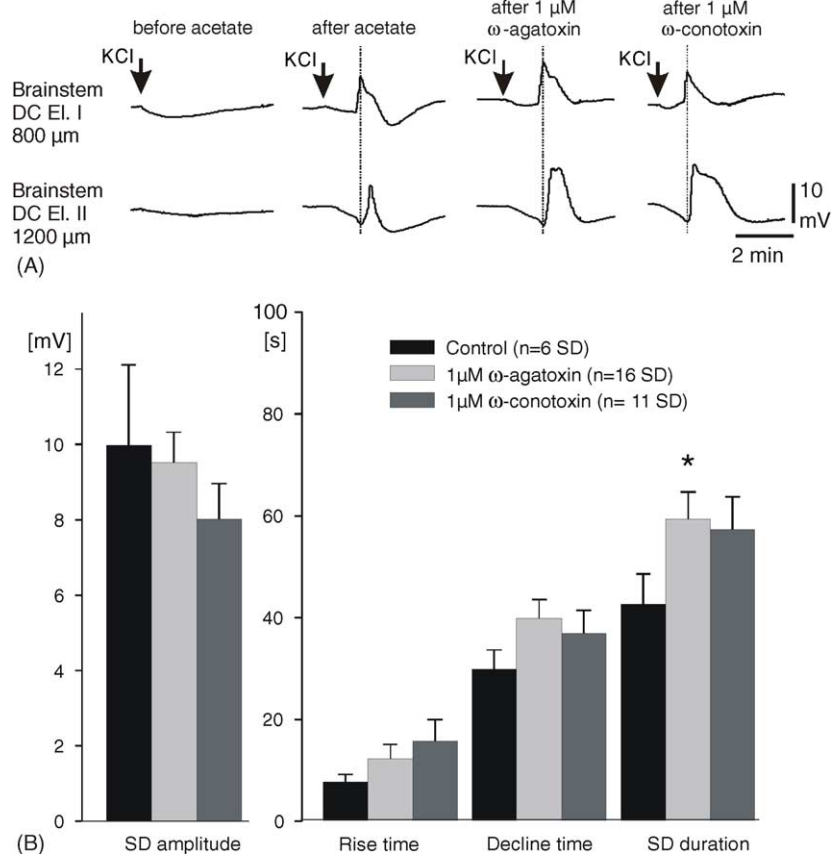 (A)
before acetate
after acetate
after 1 µM
ω-agatoxin
after 1 µM
ω-conotoxin
KCl
KCl
KCl
KCl
Brainstem
DC El. I
800 µm
Brainstem
DC El. II
1200 µm
10
mV
2 min
(A)
[mV]
12
10
8
6
4
2
0
SD amplitude
100
[s]
80
60
40
20
0
Control (n=6 SD)
1µM ω-agatoxin (n=16 SD)
1µM ω-conotoxin (n= 11 SD)
*
Rise time
Decline time
SD duration
(B)